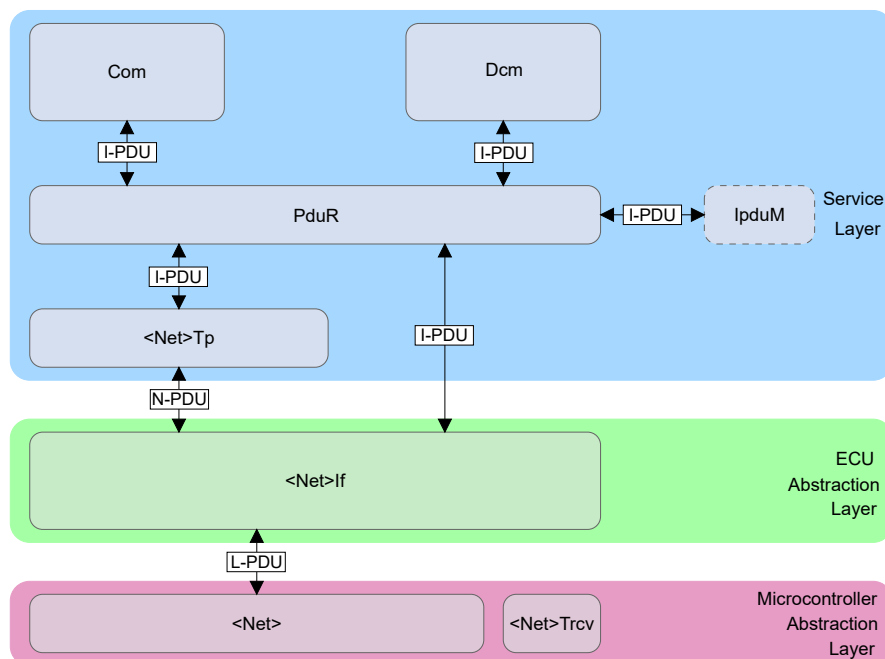 Com
Dcm
I-PDU
I-PDU
PduR
I-PDU
IpduM
Service
Layer
I-PDU
I-PDU
<Net>Tp
N-PDU
<Net>If
ECU
Abstraction
Layer
L-PDU
<Net>
<Net>Trcv
Microcontroller
Abstraction
Layer